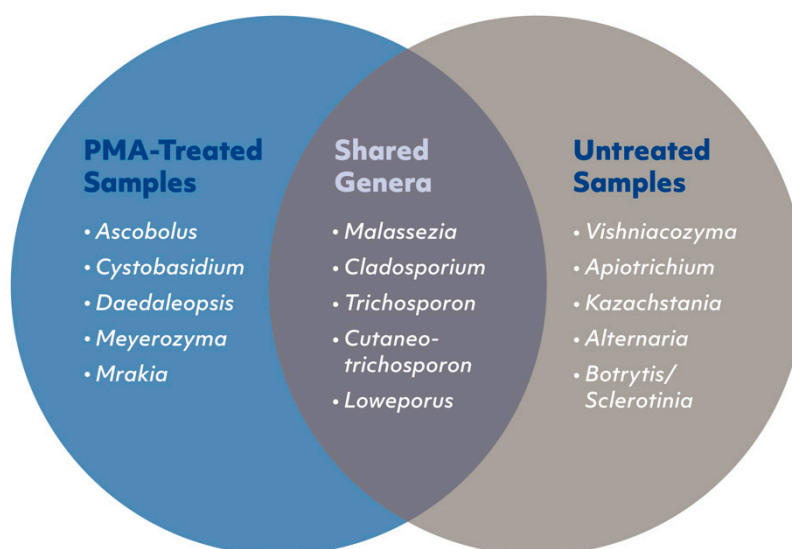 PMA-Treated
Samples
• Ascobolus
• Cystobasidium
• Daedaleopsis
• Meyerozyma
• Mrakia
Shared
Genera
• Malassezia
• Cladosporium
• Trichosporon
• Cutaneo-
trichosporon
• Loweporus
Untreated
Samples
• Vishniacozyma
• Apiotrichium
• Kazachstania
• Alternaria
• Botrytis/
Sclerotinia